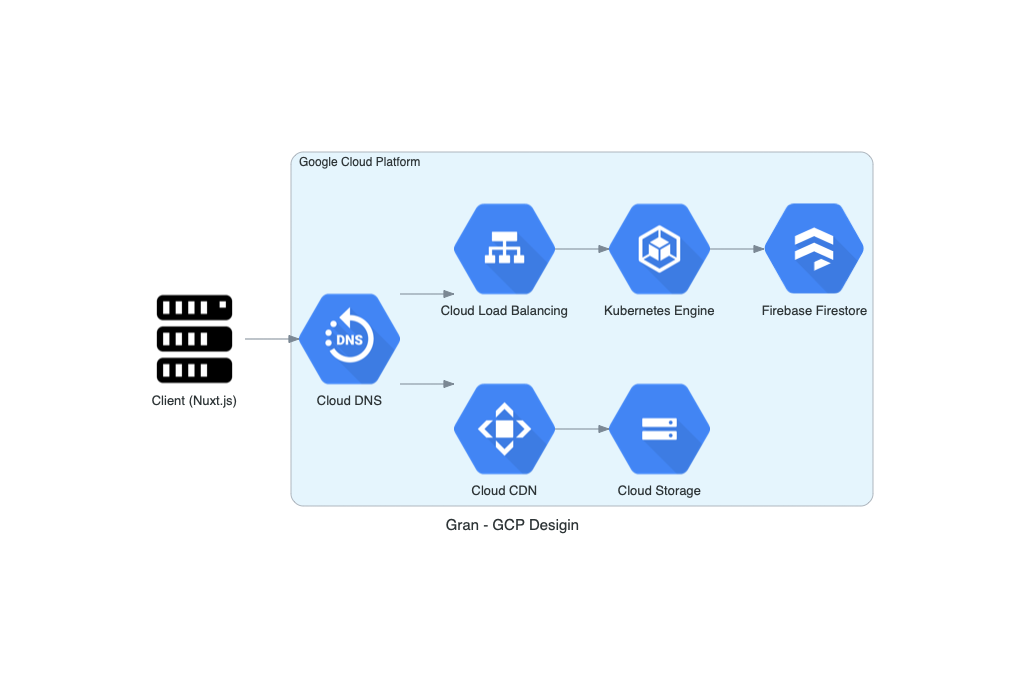 Google Cloud Platform
Cloud Load Balancing
Kubernetes Engine
Firebase Firestore
DNS
Client (Nuxt.js)
Cloud DNS
Cloud CDN
Cloud Storage
Gran - GCP Desigin